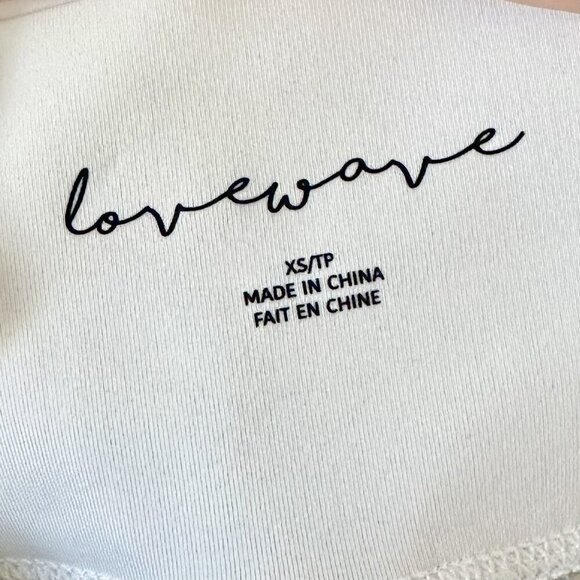 lovewave
XS/TP
MADE IN CHINA
FAIT EN CHINE